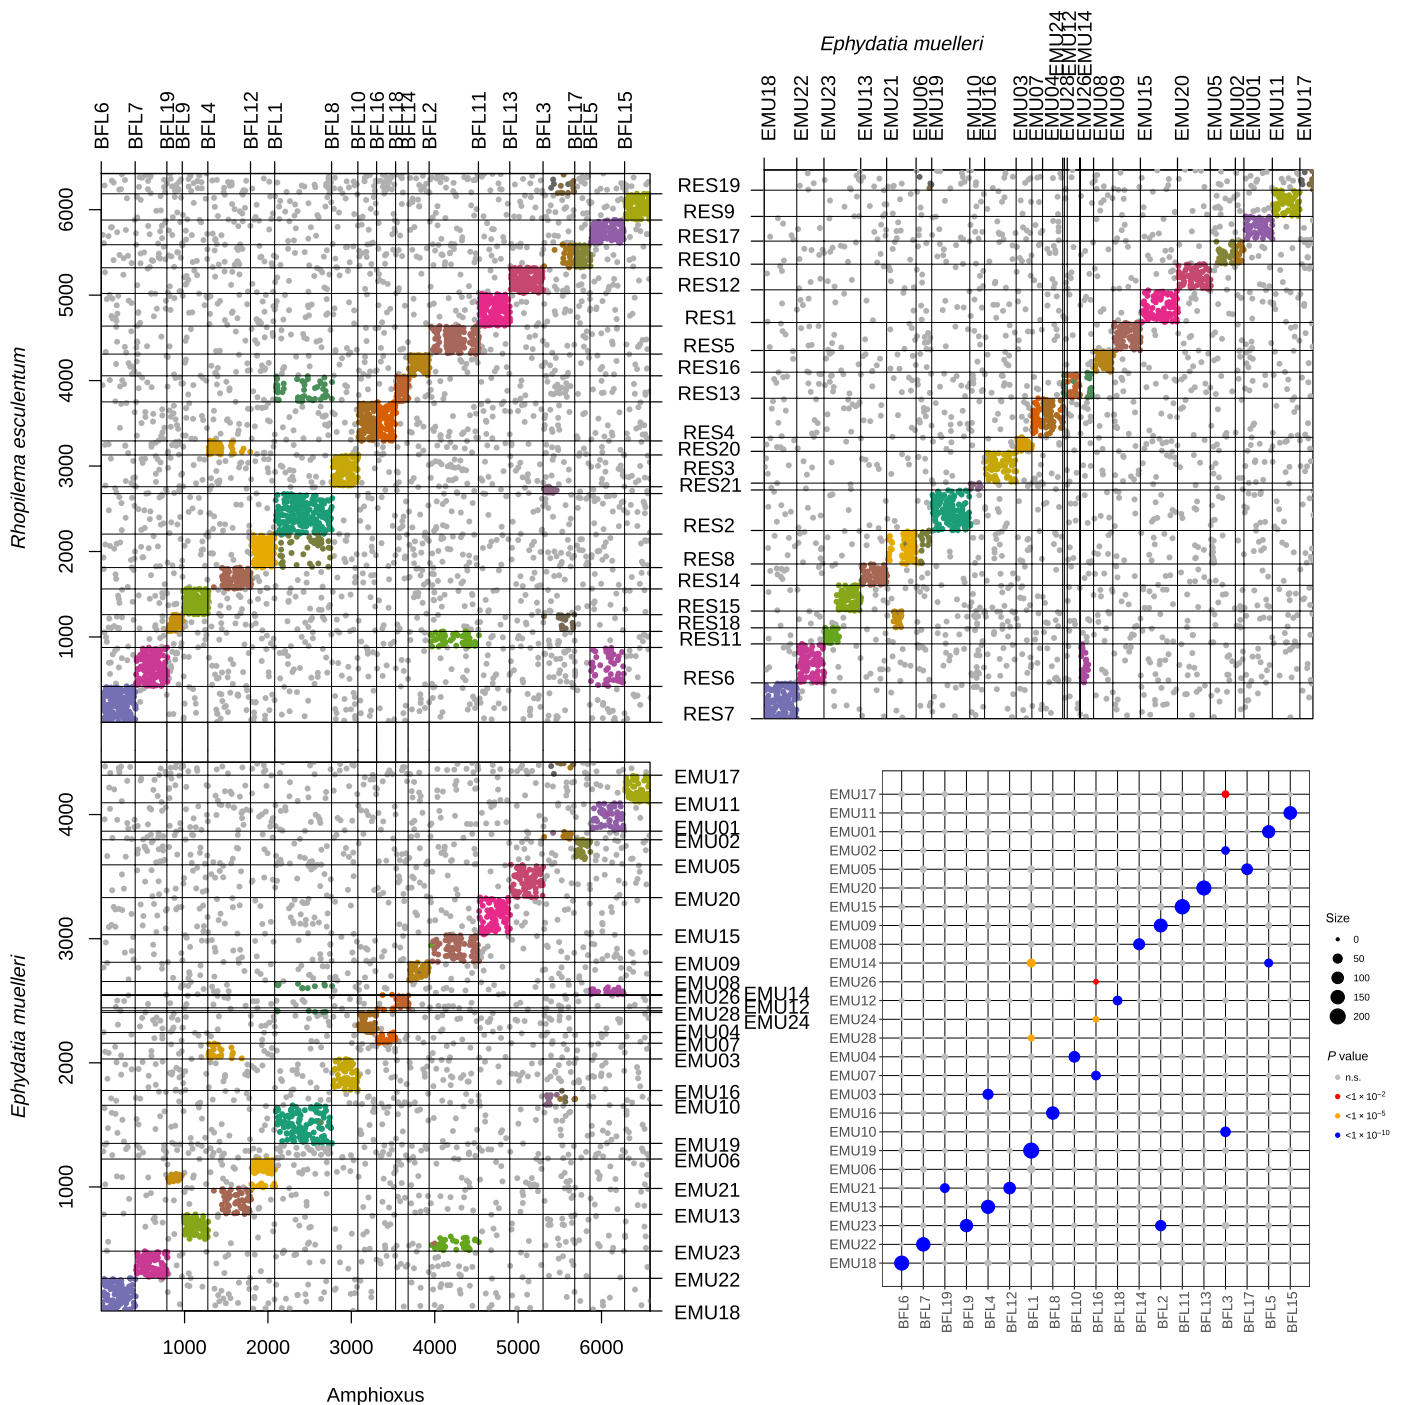 Ephydatia muelleri
BFL6 BFL7 BFL19 BFL9 BFL4 BFL12 BFL1 BFL8 BFL10 BFL16 BFL18 BFL14 BFL2 BFL11 BFL13 BFL3 BFL17 BFL5 BFL15
EMU18 EMU22 EMU23 EMU13 EMU21 EMU06 EMU19 EMU10 EMU16 EMU03 EMU07 EMU04 EMU24 EMU28 EMU12 EMU26 EMU14 EMU08 EMU09 EMU15 EMU20 EMU05 EMU02 EMU01 EMU11 EMU17
Rhopilema esculentum
6000
5000
4000
3000
2000
1000
RES19
RES9
RES17
RES10
RES12
RES1
RES5
RES16
RES13
RES4
RES20
RES3
RES21
RES2
RES8
RES14
RES15
RES18
RES11
RES6
RES7
Ephydatia muelleri
4000
3000
2000
1000
EMU17
EMU11
EMU01
EMU02
EMU05
EMU20
EMU15
EMU09
EMU08
EMU26 EMU14
EMU12
EMU28
EMU24
EMU04
EMU07
EMU03
EMU16
EMU10
EMU19
EMU06
EMU21
EMU13
EMU23
EMU22
EMU18
1000 2000 3000 4000 5000 6000
Amphioxus
EMU17
EMU11
EMU01
EMU02
EMU05
EMU20
EMU15
EMU09
EMU08
EMU14
EMU26
EMU12
EMU24
EMU28
EMU04
EMU07
EMU03
EMU16
EMU10
EMU19
EMU06
EMU21
EMU13
EMU23
EMU22
EMU18
BFL6 BFL7 BFL19 BFL9 BFL4 BFL12 BFL1 BFL8 BFL10 BFL16 BFL18 BFL14 BFL2 BFL11 BFL13 BFL3 BFL17 BFL5 BFL15
Size
0
50
100
150
200
P value
n.s.
<1 × 10⁻²
<1 × 10⁻⁵
<1 × 10⁻¹⁰